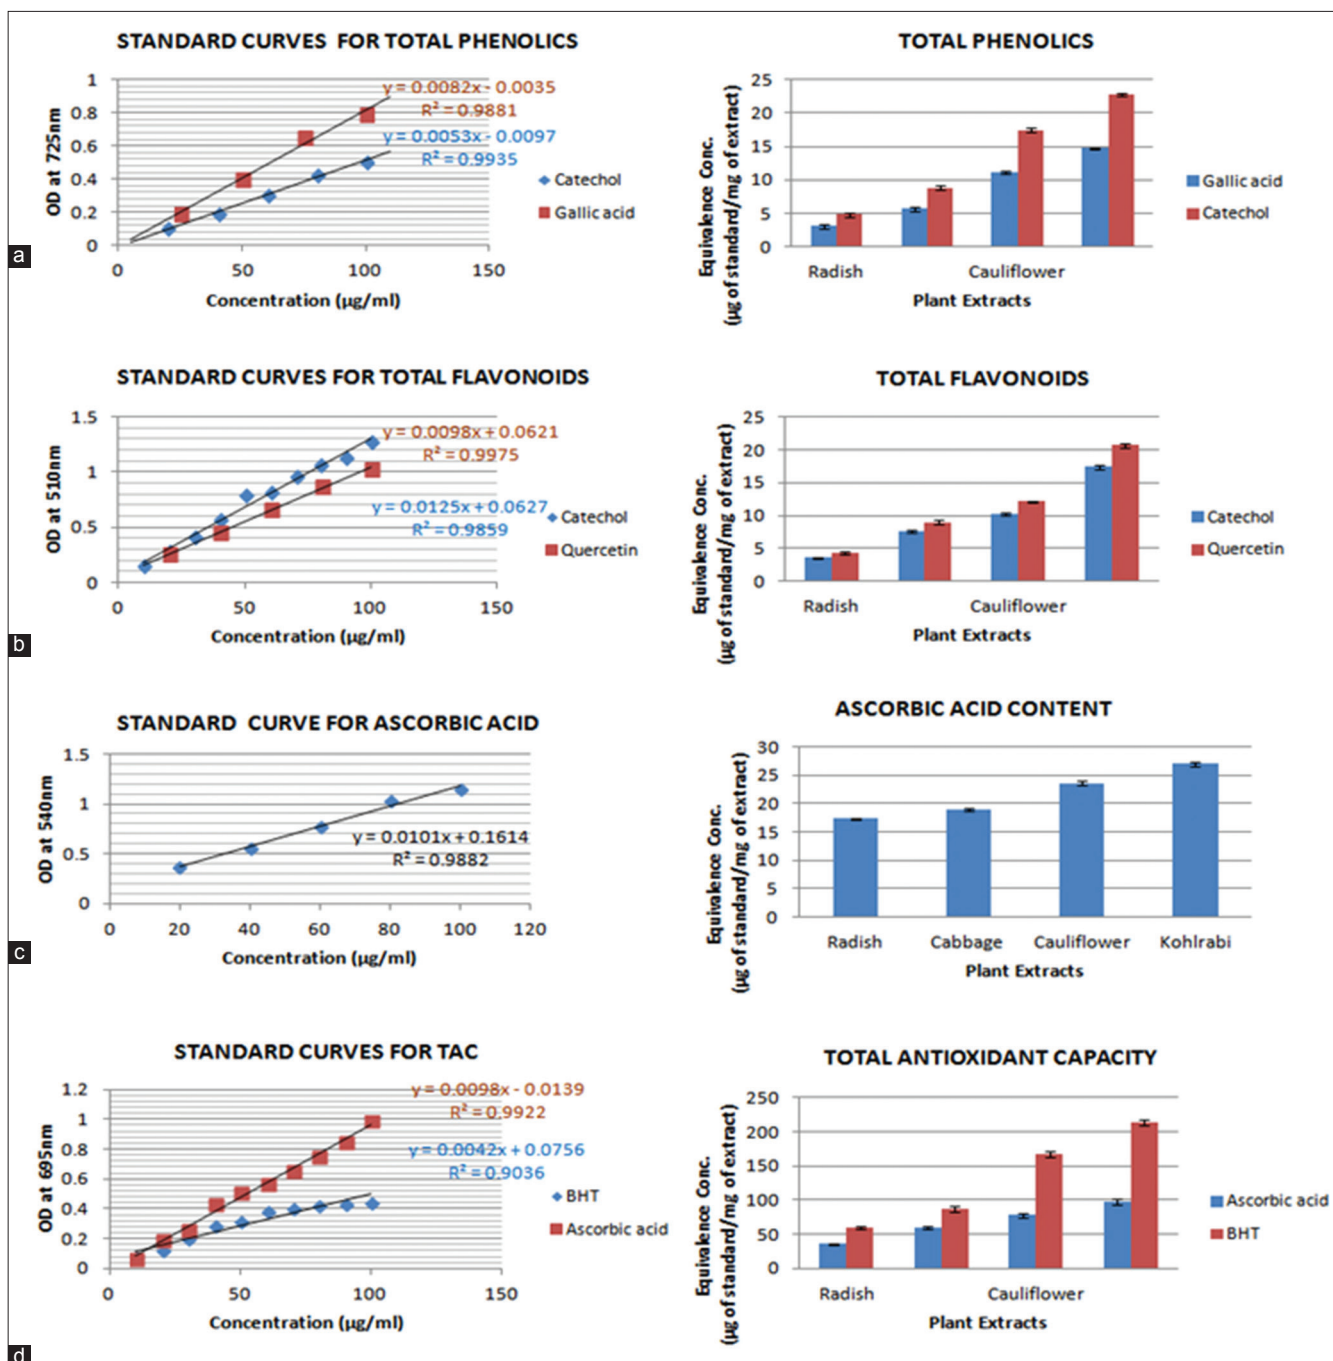 STANDARD CURVES FOR TOTAL PHENOLICS
1
0.8
0.6
0.4
0.2
0
OD at 725nm
y = 0.0082x - 0.0035
R² = 0.9881
y = 0.0053x - 0.0097
R² = 0.9935
Catechol
Gallic acid
0 50 100 150
Concentration (µg/ml)
TOTAL PHENOLICS
25
20
15
10
5
0
Equivalence Conc.
(µg of standard/mg of extract)
Gallic acid
Catechol
Radish Cauliflower
Plant Extracts
a
STANDARD CURVES FOR TOTAL FLAVONOIDS
1.5
1
0.5
0
OD at 510nm
y = 0.0098x + 0.0621
R² = 0.9975
y = 0.0125x + 0.0627
R² = 0.9859
Catechol
Quercetin
0 50 100 150
Concentration (µg/ml)
TOTAL FLAVONOIDS
25
20
15
10
5
0
Equivalence Conc.
(µg of standard/mg of extract)
Catechol
Quercetin
Radish Cauliflower
Plant Extracts
b
STANDARD CURVE FOR ASCORBIC ACID
1.5
1
0.5
0
OD at 540nm
y = 0.0101x + 0.1614
R² = 0.9882
0 20 40 60 80 100 120
Concentration (µg/ml)
ASCORBIC ACID CONTENT
30
25
20
15
10
5
0
Equivalence Conc.
(µg of standard/mg of extract)
Radish Cabbage Cauliflower Kohlrabi
Plant Extracts
c
STANDARD CURVES FOR TAC
1.2
1
0.8
0.6
0.4
0.2
0
OD at 695nm
y = 0.0098x - 0.0139
R² = 0.9922
y = 0.0042x + 0.0756
R² = 0.9036
BHT
Ascorbic acid
0 50 100 150
Concentration (µg/ml)
TOTAL ANTIOXIDANT CAPACITY
250
200
150
100
50
0
Equivalence Conc.
(µg of standard/mg of extract)
Ascorbic acid
BHT
Radish Cauliflower
Plant Extracts
d